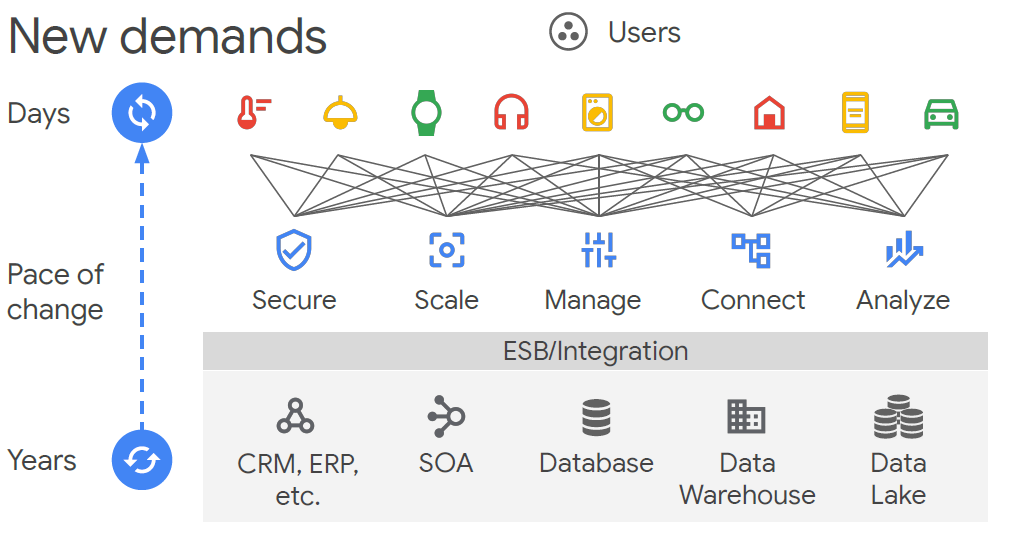 New demands
Users
Days
Pace of
change
Secure
Scale
Manage
Connect
Analyze
ESB/Integration
Years
CRM, ERP,
etc.
SOA
Database
Data
Warehouse
Data
Lake